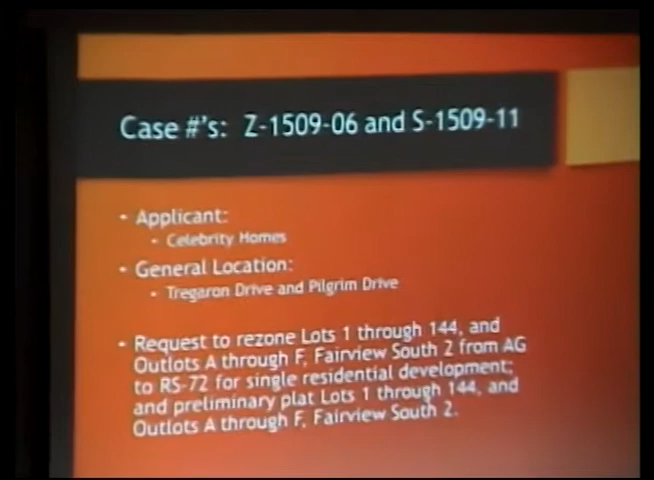 Case #'s: Z-1509-06 and S-1509-11
• Applicant:
• Celebrity Homes
• General Location:
• Tregaron Drive and Pilgrim Drive
• Request to rezone Lots 1 through 144, and
Outlots A through F, Fairview South 2 from AG
to RS-72 for single residential development;
and preliminary plat Lots 1 through 144, and
Outlots A through F, Fairview South 2.